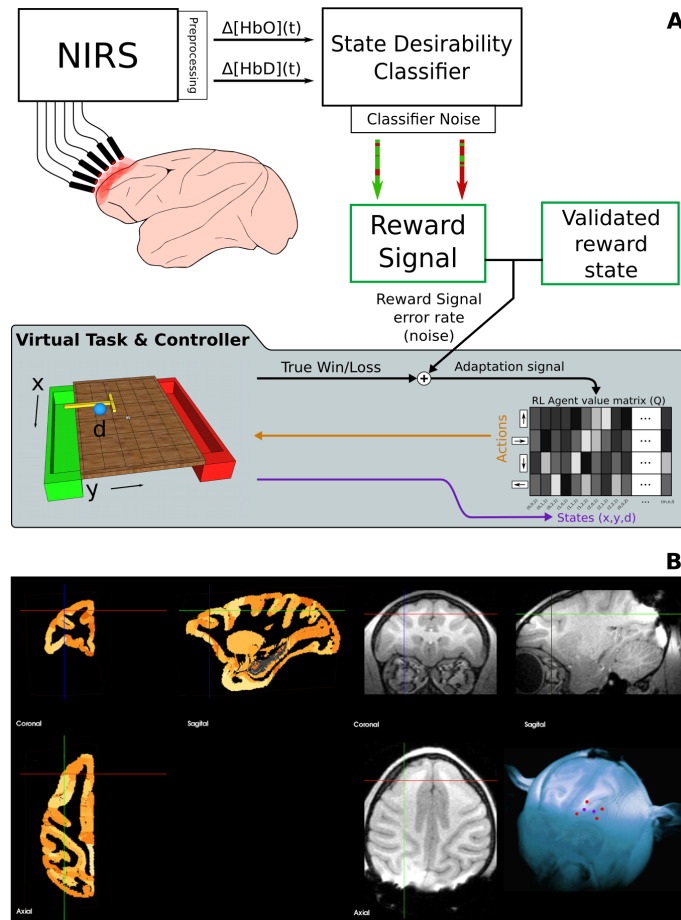 A
NIRS
Preprocessing
Δ[HbO](t)
Δ[HbD](t)
State Desirability
Classifier
Classifier Noise
Reward
Signal
Validated
reward
state
Reward Signal
error rate
(noise)
Virtual Task & Controller
True Win/Loss
+
Adaptation signal
RL Agent value matrix (Q)
x
d
y
Actions
...
...
...
...
...
States (x,y,d)
B
Coronal
Sagital
Coronal
Sagital
Axial
Axial